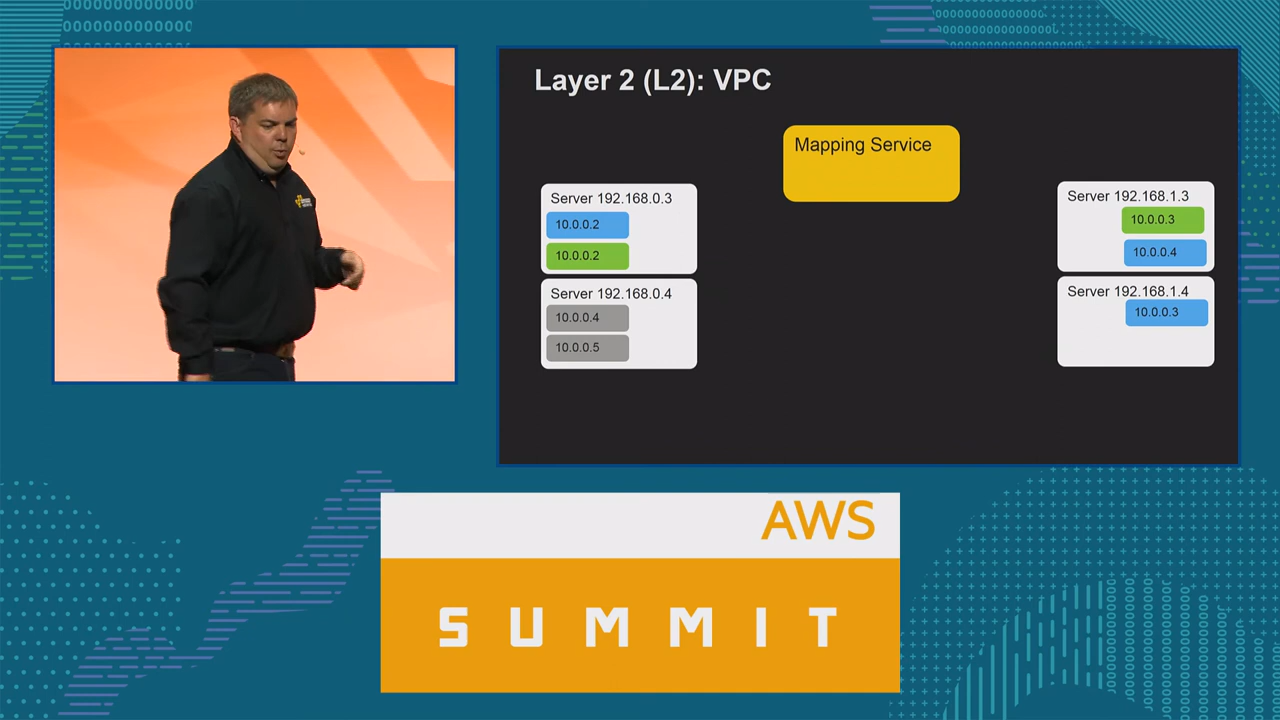 Layer 2 (L2): VPC
Mapping Service
Server 192.168.0.3
10.0.0.2
10.0.0.2
Server 192.168.0.4
10.0.0.4
10.0.0.5
Server 192.168.1.3
10.0.0.3
10.0.0.4
Server 192.168.1.4
10.0.0.3
AWS
SUMMIT